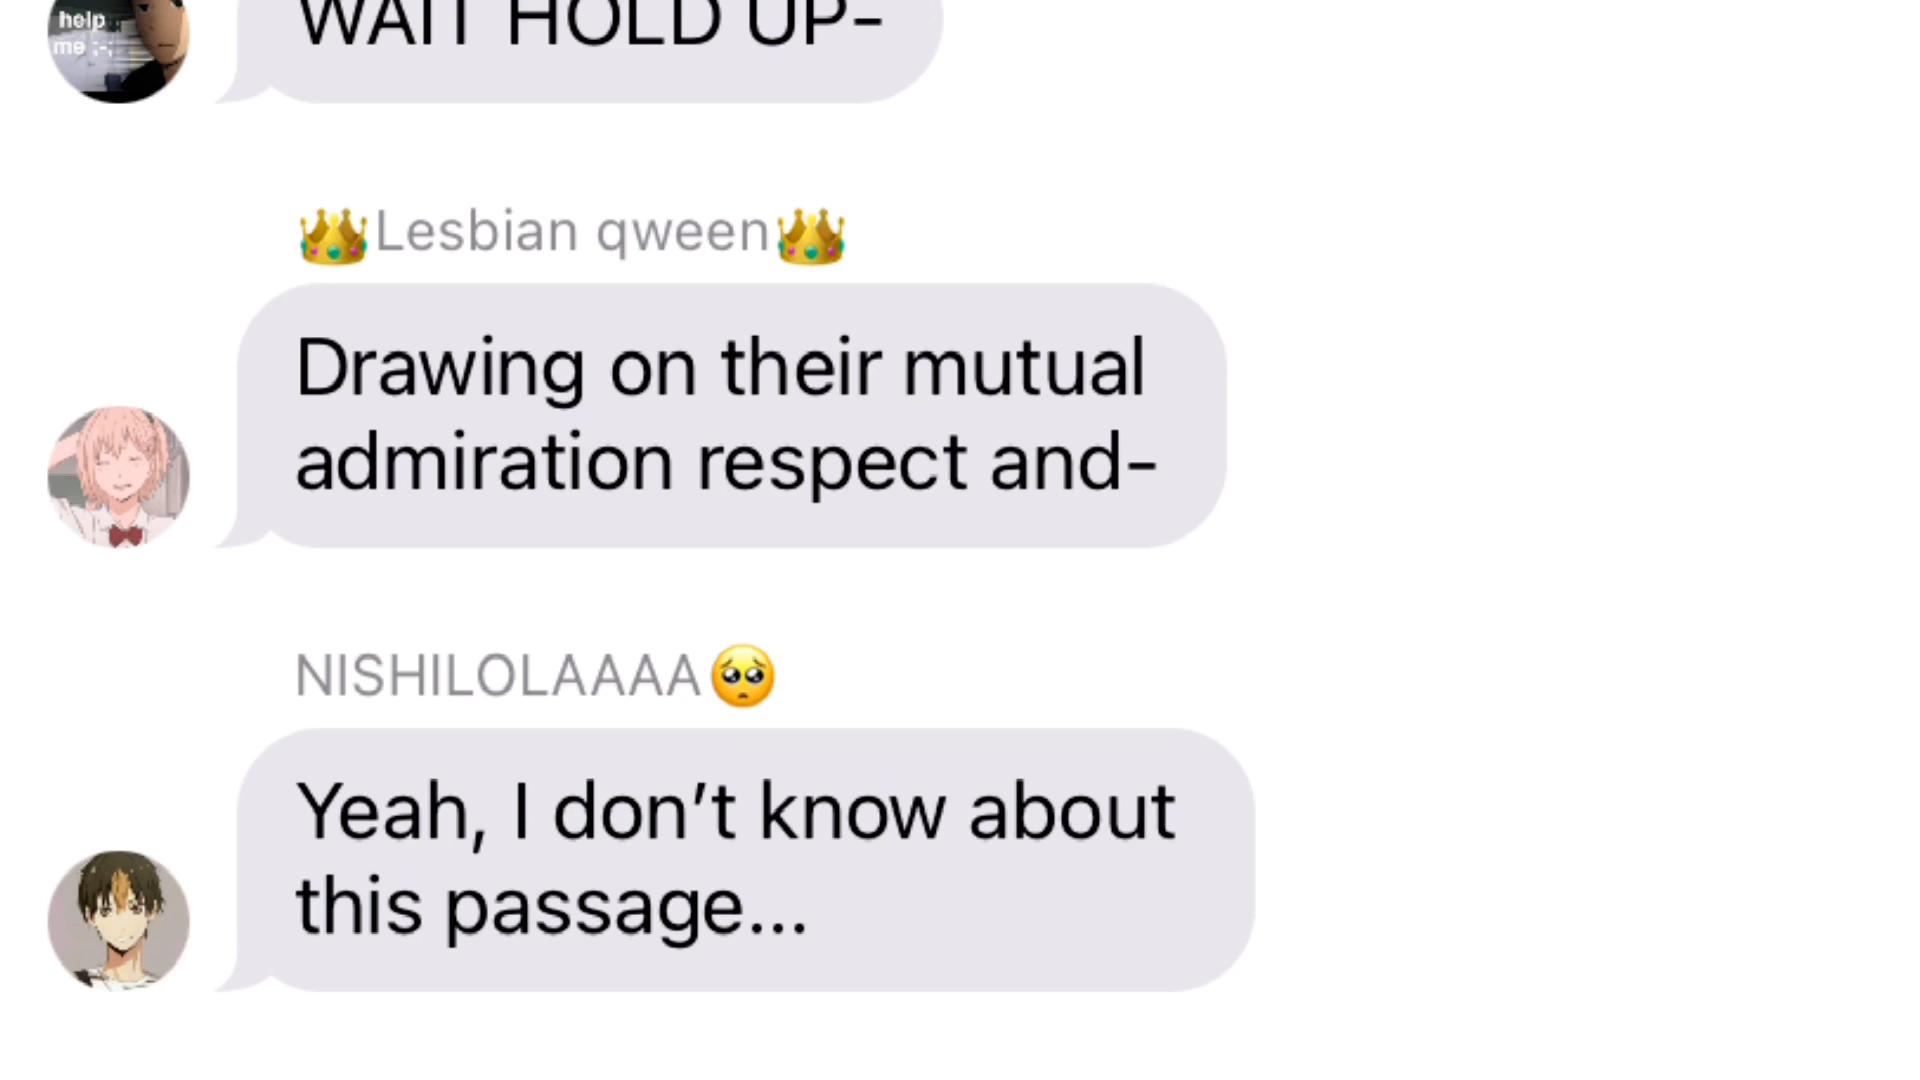 help
me ;-;
WAIT HOLD UP-
👑Lesbian qween👑
Drawing on their mutual
admiration respect and-
NISHILOLAAAA🥺
Yeah, I don’t know about
this passage...